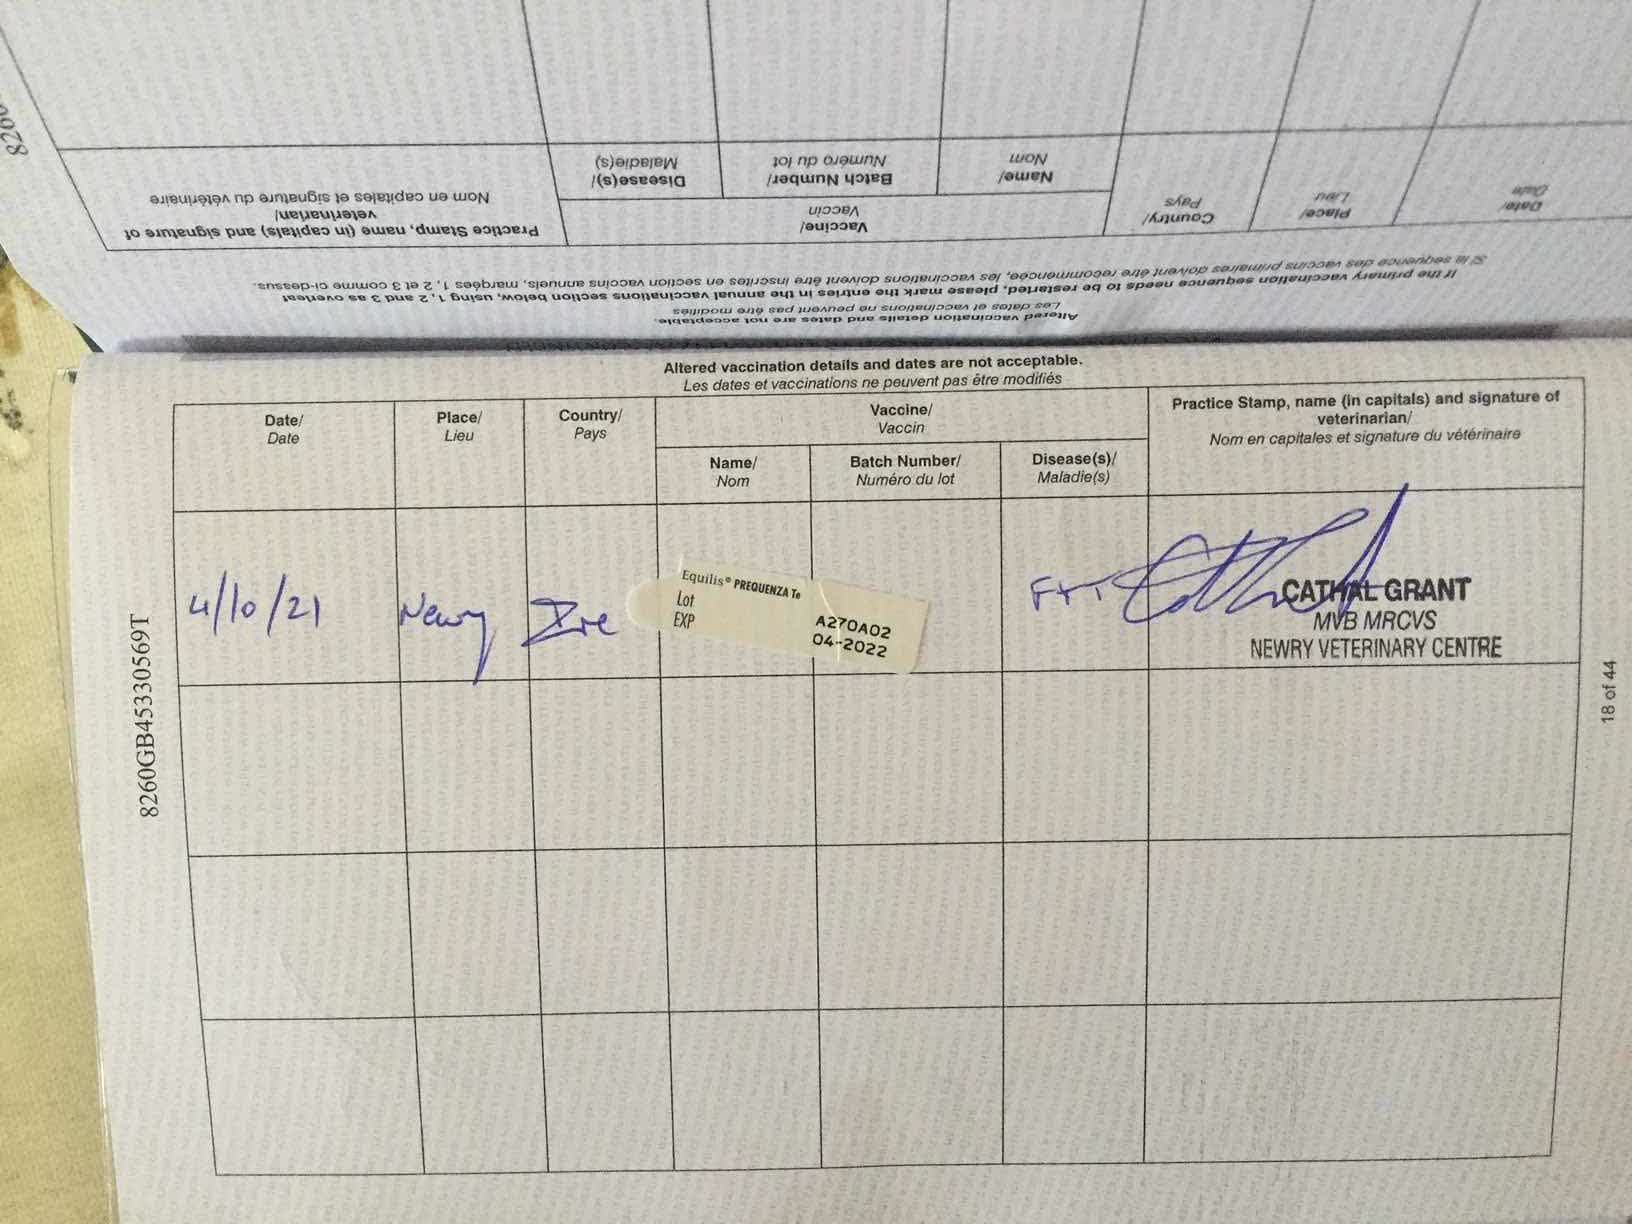 8260
Practice Stamp, name (in capitals) and signature of
veterinarian/
Nom en capitales et signature du vétérinaire
Vaccine/
Vaccin
Disease(s)/
Maladie(s)
Batch Number/
Numéro du lot
Name/
Nom
Country/
Pays
Place/
Lieu
Date/
Date
Si la séquence des vaccins primaires doivent être recommencée, les vaccinations doivent être inscrites en section vaccins annuels, marqées 1, 2 et 3 comme ci-dessus.
If the primary vaccination sequence needs to be restarted, please mark the entries in the annual vaccinations section below, using 1, 2 and 3 as overleaf
Les dates et vaccinations ne peuvent pas être modifiés
Altered vaccination details and dates are not acceptable.
Altered vaccination details and dates are not acceptable.
Les dates et vaccinations ne peuvent pas être modifiés
Date/
Date
Place/
Lieu
Country/
Pays
Vaccine/
Vaccin
Name/
Nom
Batch Number/
Numéro du lot
Disease(s)/
Maladie(s)
Practice Stamp, name (in capitals) and signature of
veterinarian/
Nom en capitales et signature du vétérinaire
4/10/21
Newry
Ire
Equilis® PREQUENZA Te
Lot A270A02
EXP 04-2022
F+T
CATHAL GRANT
MVB MRCVS
NEWRY VETERINARY CENTRE
8260GB45330569T
18 of 44